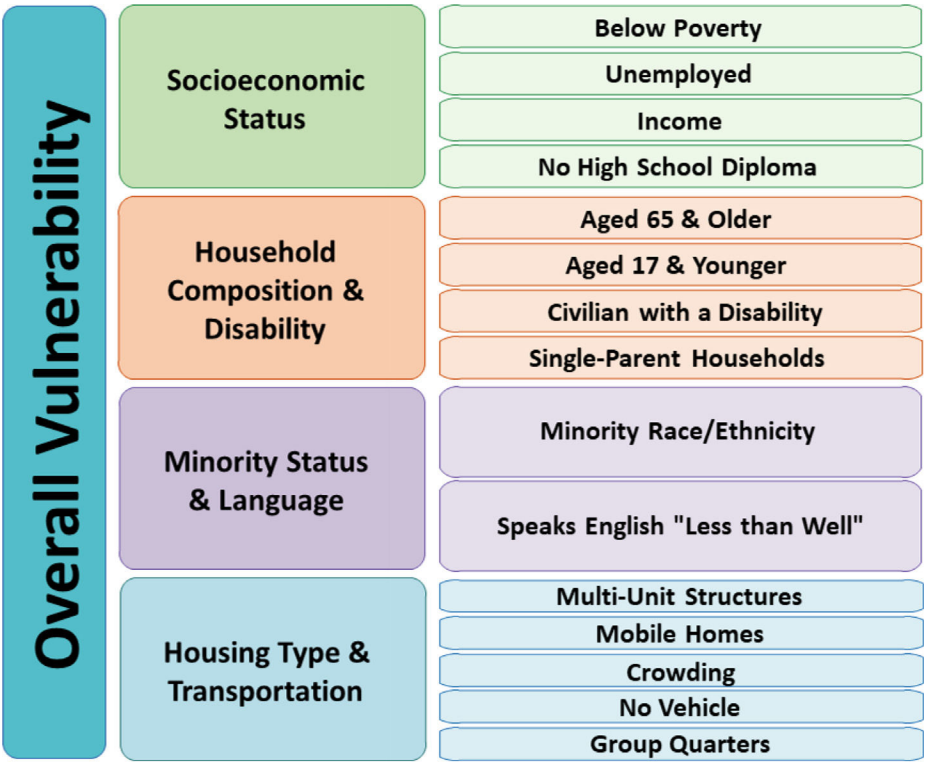 Overall Vulnerability
Socioeconomic
Status
Below Poverty
Unemployed
Income
No High School Diploma
Household
Composition &
Disability
Aged 65 & Older
Aged 17 & Younger
Civilian with a Disability
Single-Parent Households
Minority Status
& Language
Minority Race/Ethnicity
Speaks English "Less than Well"
Housing Type &
Transportation
Multi-Unit Structures
Mobile Homes
Crowding
No Vehicle
Group Quarters